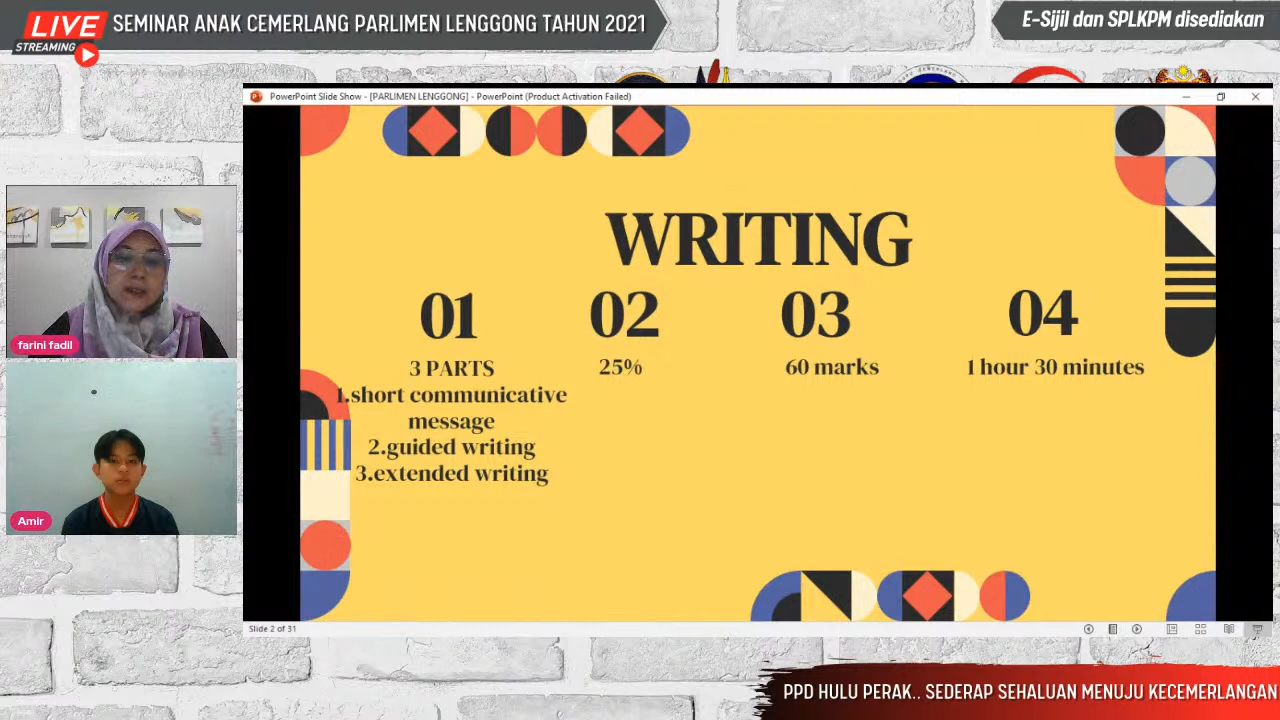 LIVE
STREAMING
SEMINAR ANAK CEMERLANG PARLIMEN LENGGONG TAHUN 2021
E-Sijil dan SPLKPM disediakan
PowerPoint Slide Show - [PARLIMEN LENGGONG] - PowerPoint (Product Activation Failed)
WRITING
01
3 PARTS
1.short communicative
message
2.guided writing
3.extended writing
02
25%
03
60 marks
04
1 hour 30 minutes
farini fadil
Amir
Slide 2 of 31
PPD HULU PERAK.. SEDERAP SEHALUAN MENUJU KECEMERLANGAN